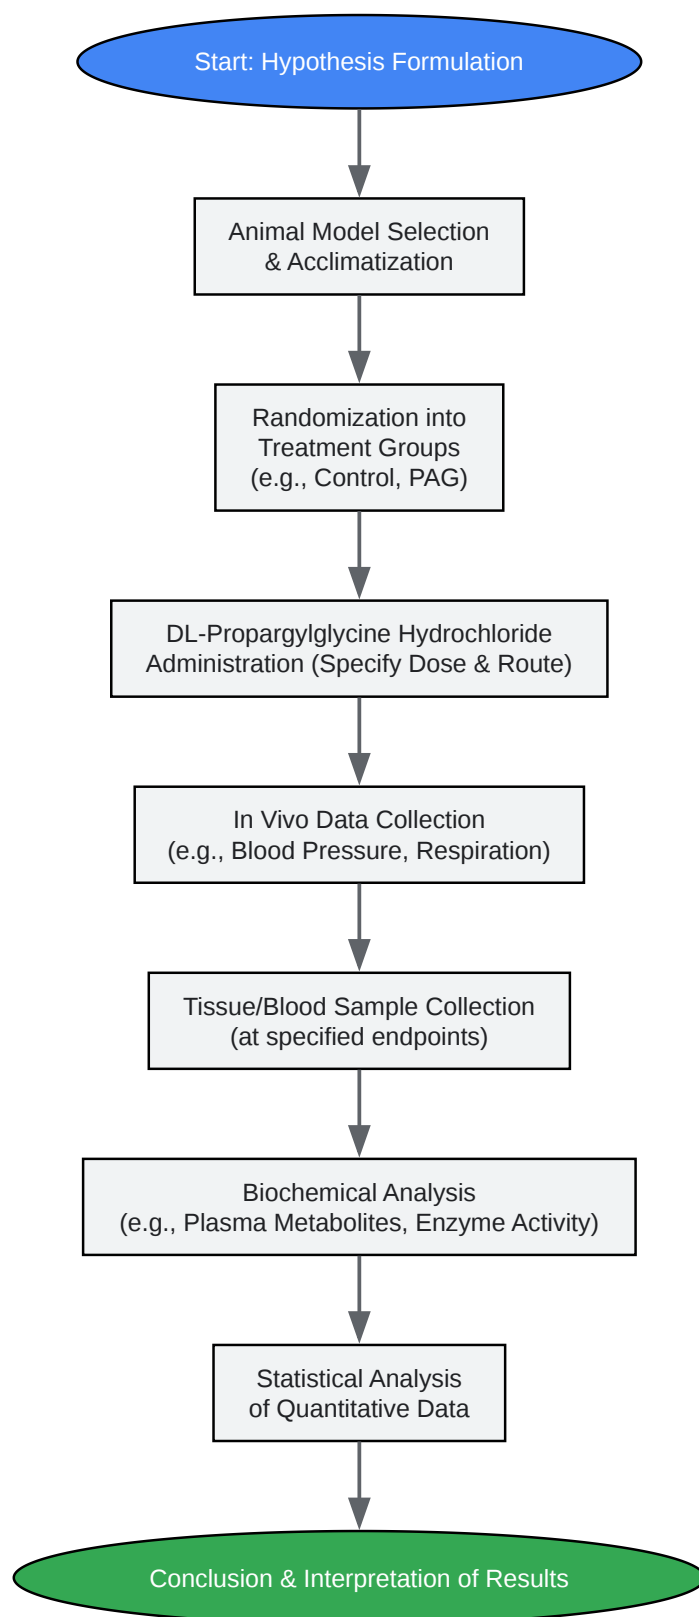 Start: Hypothesis Formulation
Animal Model Selection
& Acclimatization
Randomization into
Treatment Groups
(e.g., Control, PAG)
DL-Propargylglycine Hydrochloride
Administration (Specify Dose & Route)
In Vivo Data Collection
(e.g., Blood Pressure, Respiration)
Tissue/Blood Sample Collection
(at specified endpoints)
Biochemical Analysis
(e.g., Plasma Metabolites, Enzyme Activity)
Statistical Analysis
of Quantitative Data
Conclusion & Interpretation of Results